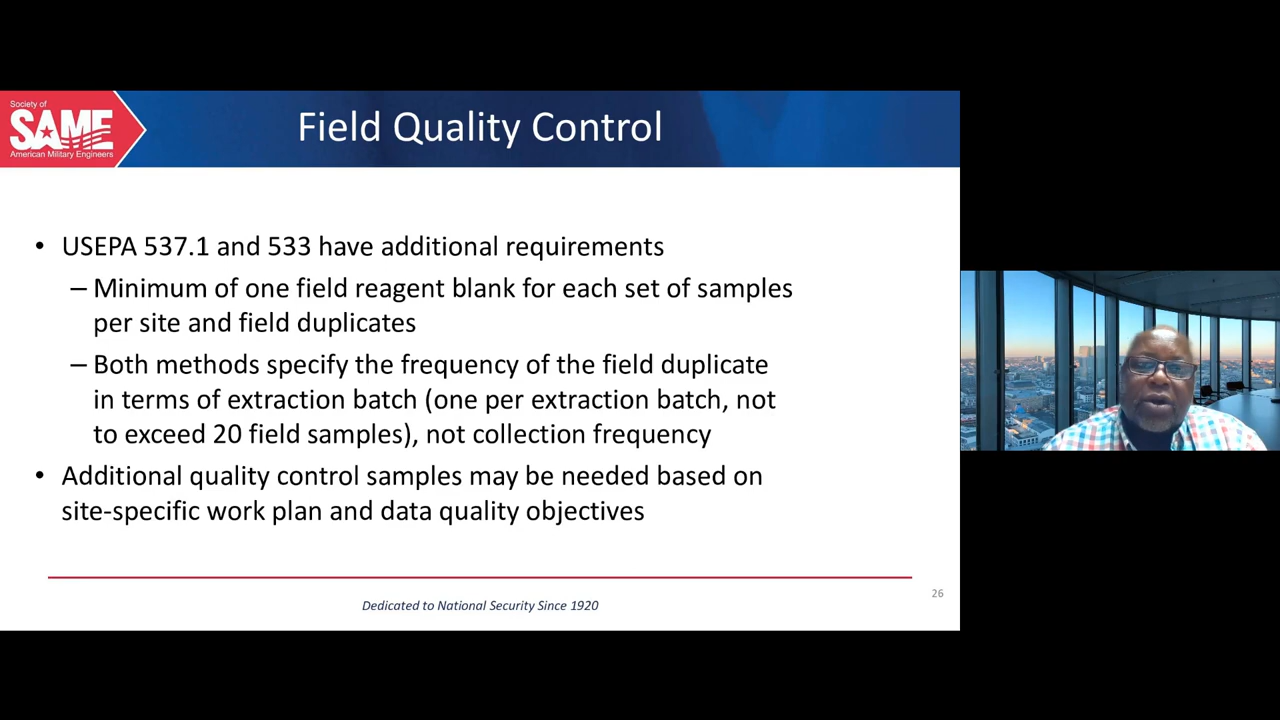 Society of
SAME
American Military Engineers
Field Quality Control
• USEPA 537.1 and 533 have additional requirements
– Minimum of one field reagent blank for each set of samples
per site and field duplicates
– Both methods specify the frequency of the field duplicate
in terms of extraction batch (one per extraction batch, not
to exceed 20 field samples), not collection frequency
• Additional quality control samples may be needed based on
site-specific work plan and data quality objectives
Dedicated to National Security Since 1920
26